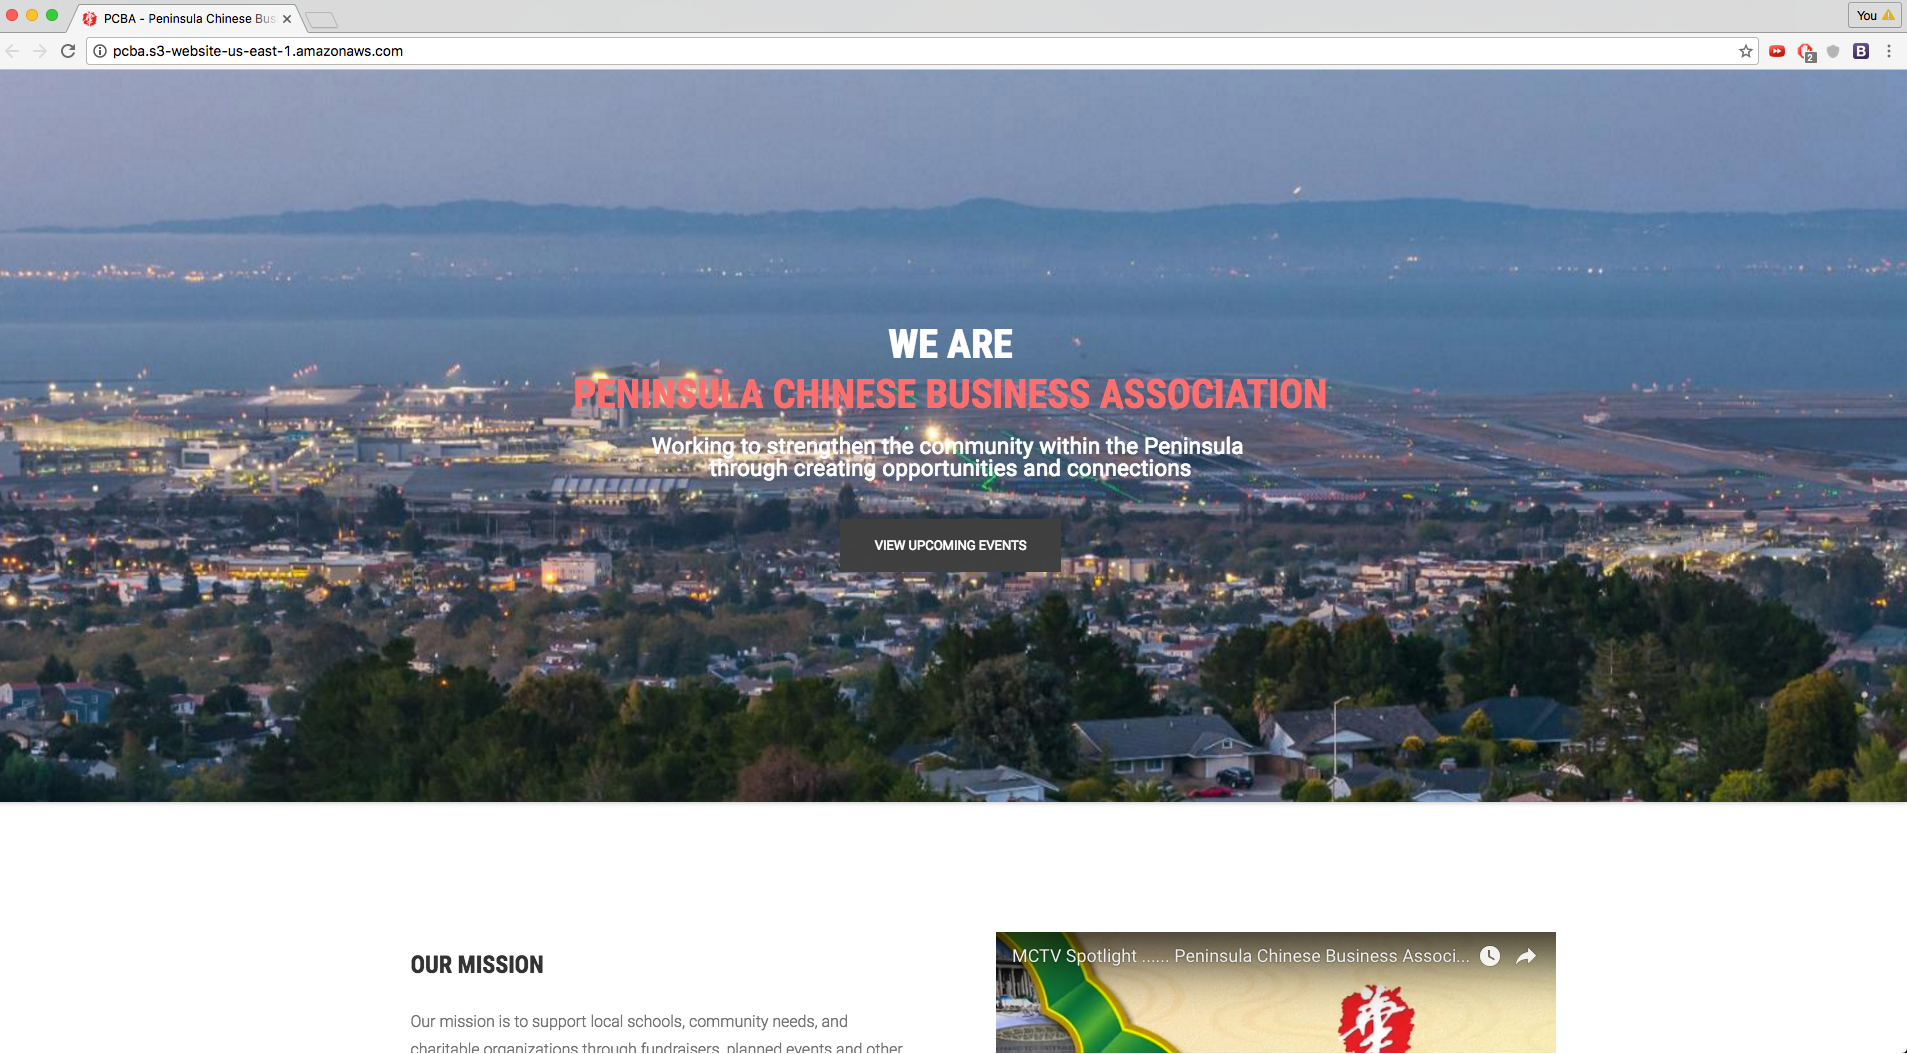 PCBA - Peninsula Chinese Bus
You
pcba.s3-website-us-east-1.amazonaws.com
2
B
WE ARE
PENINSULA CHINESE BUSINESS ASSOCIATION
Working to strengthen the community within the Peninsula
through creating opportunities and connections
VIEW UPCOMING EVENTS
OUR MISSION
Our mission is to support local schools, community needs, and
charitable organizations through fundraisers, planned events and other
MCTV Spotlight ...... Peninsula Chinese Business Associ...
華